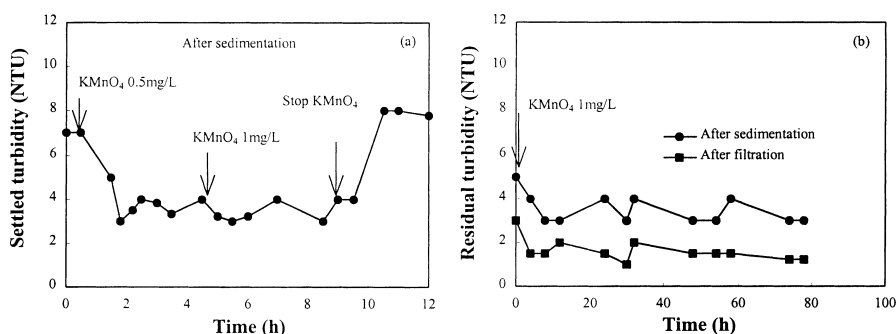 12
10
8
6
4
2
0
Settled turbidity (NTU)
After sedimentation
(a)
KMnO4 0.5mg/L
KMnO4 1mg/L
Stop KMnO4
0 2 4 6 8 10 12
Time (h)
12
10
8
6
4
2
0
Residual turbidity (NTU)
(b)
KMnO4 1mg/L
After sedimentation
After filtration
0 20 40 60 80 100
Time (h)